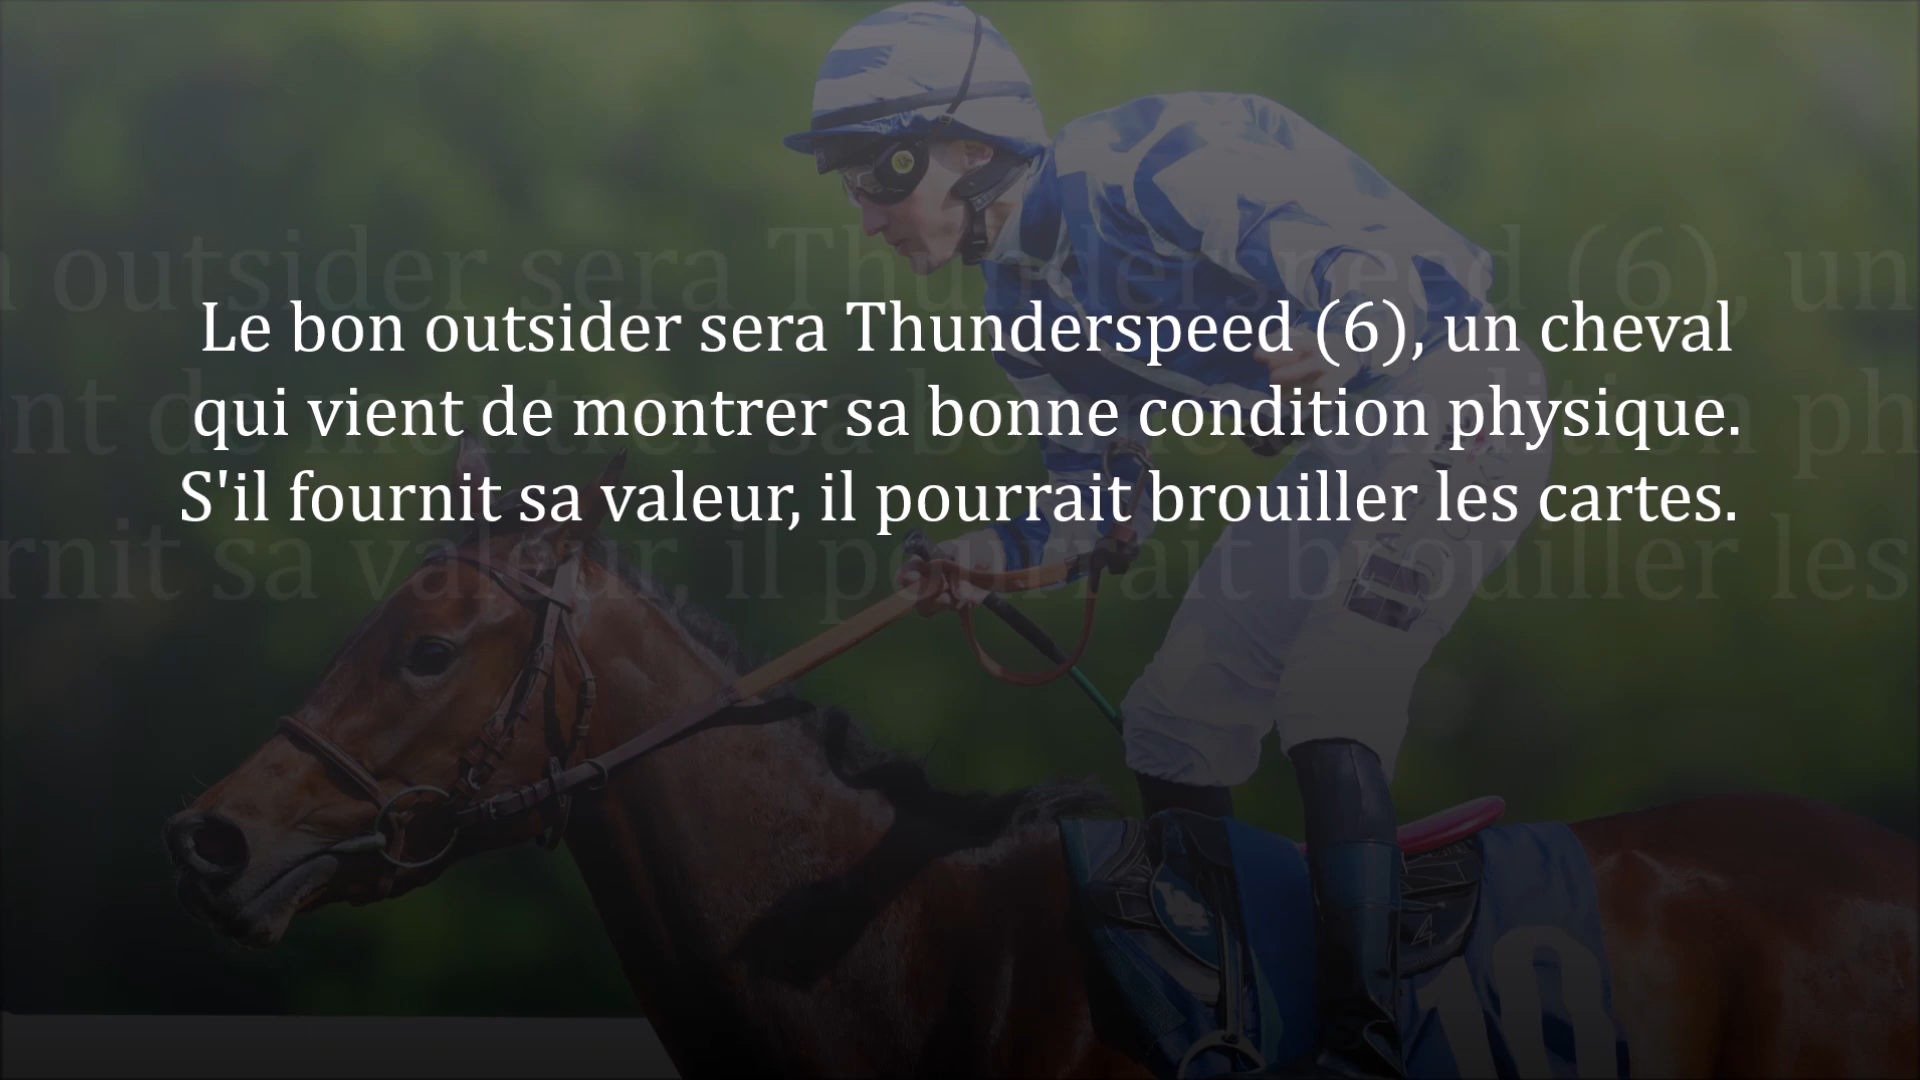 Le bon outsider sera Thunderspeed (6), un cheval
qui vient de montrer sa bonne condition physique.
S'il fournit sa valeur, il pourrait brouiller les cartes.